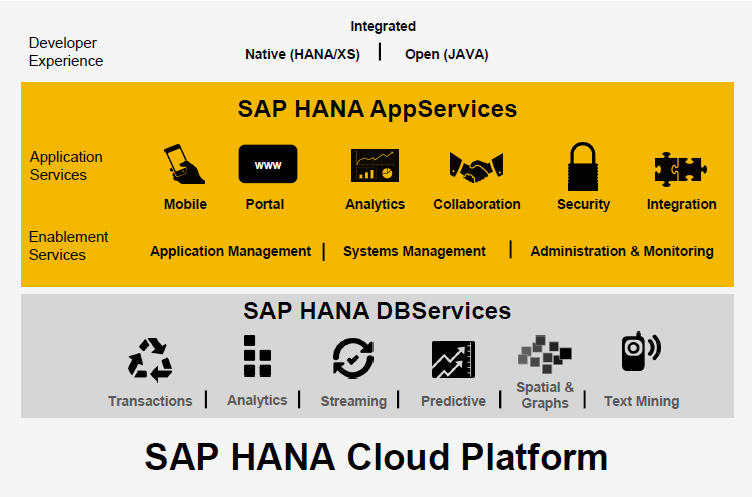 Developer
Experience
Integrated
Native (HANA/XS) | Open (JAVA)
SAP HANA AppServices
Application
Services
www
Mobile Portal Analytics Collaboration Security Integration
Enablement
Services
Application Management | Systems Management | Administration & Monitoring
SAP HANA DBServices
Transactions | Analytics | Streaming | Predictive | Spatial & Graphs | Text Mining
SAP HANA Cloud Platform